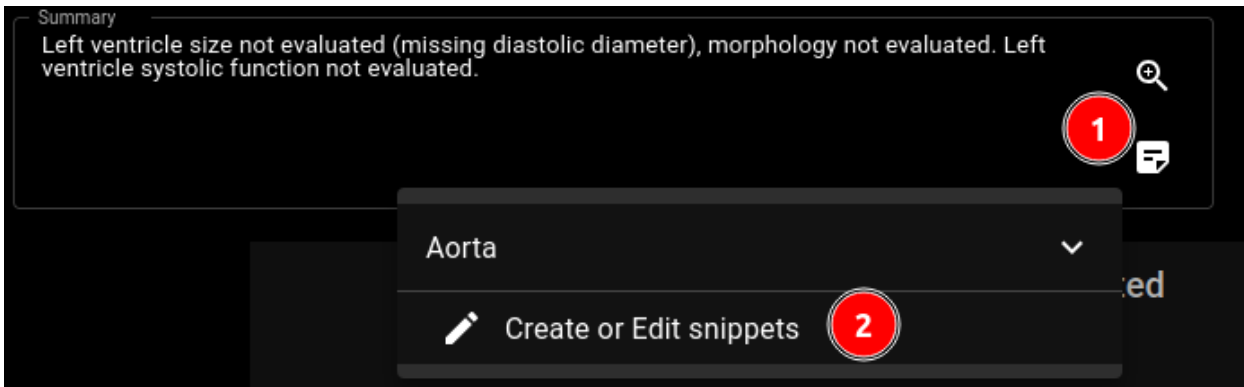 Summary
Left ventricle size not evaluated (missing diastolic diameter), morphology not evaluated. Left
ventricle systolic function not evaluated.
1
Aorta
ed
Create or Edit snippets
2